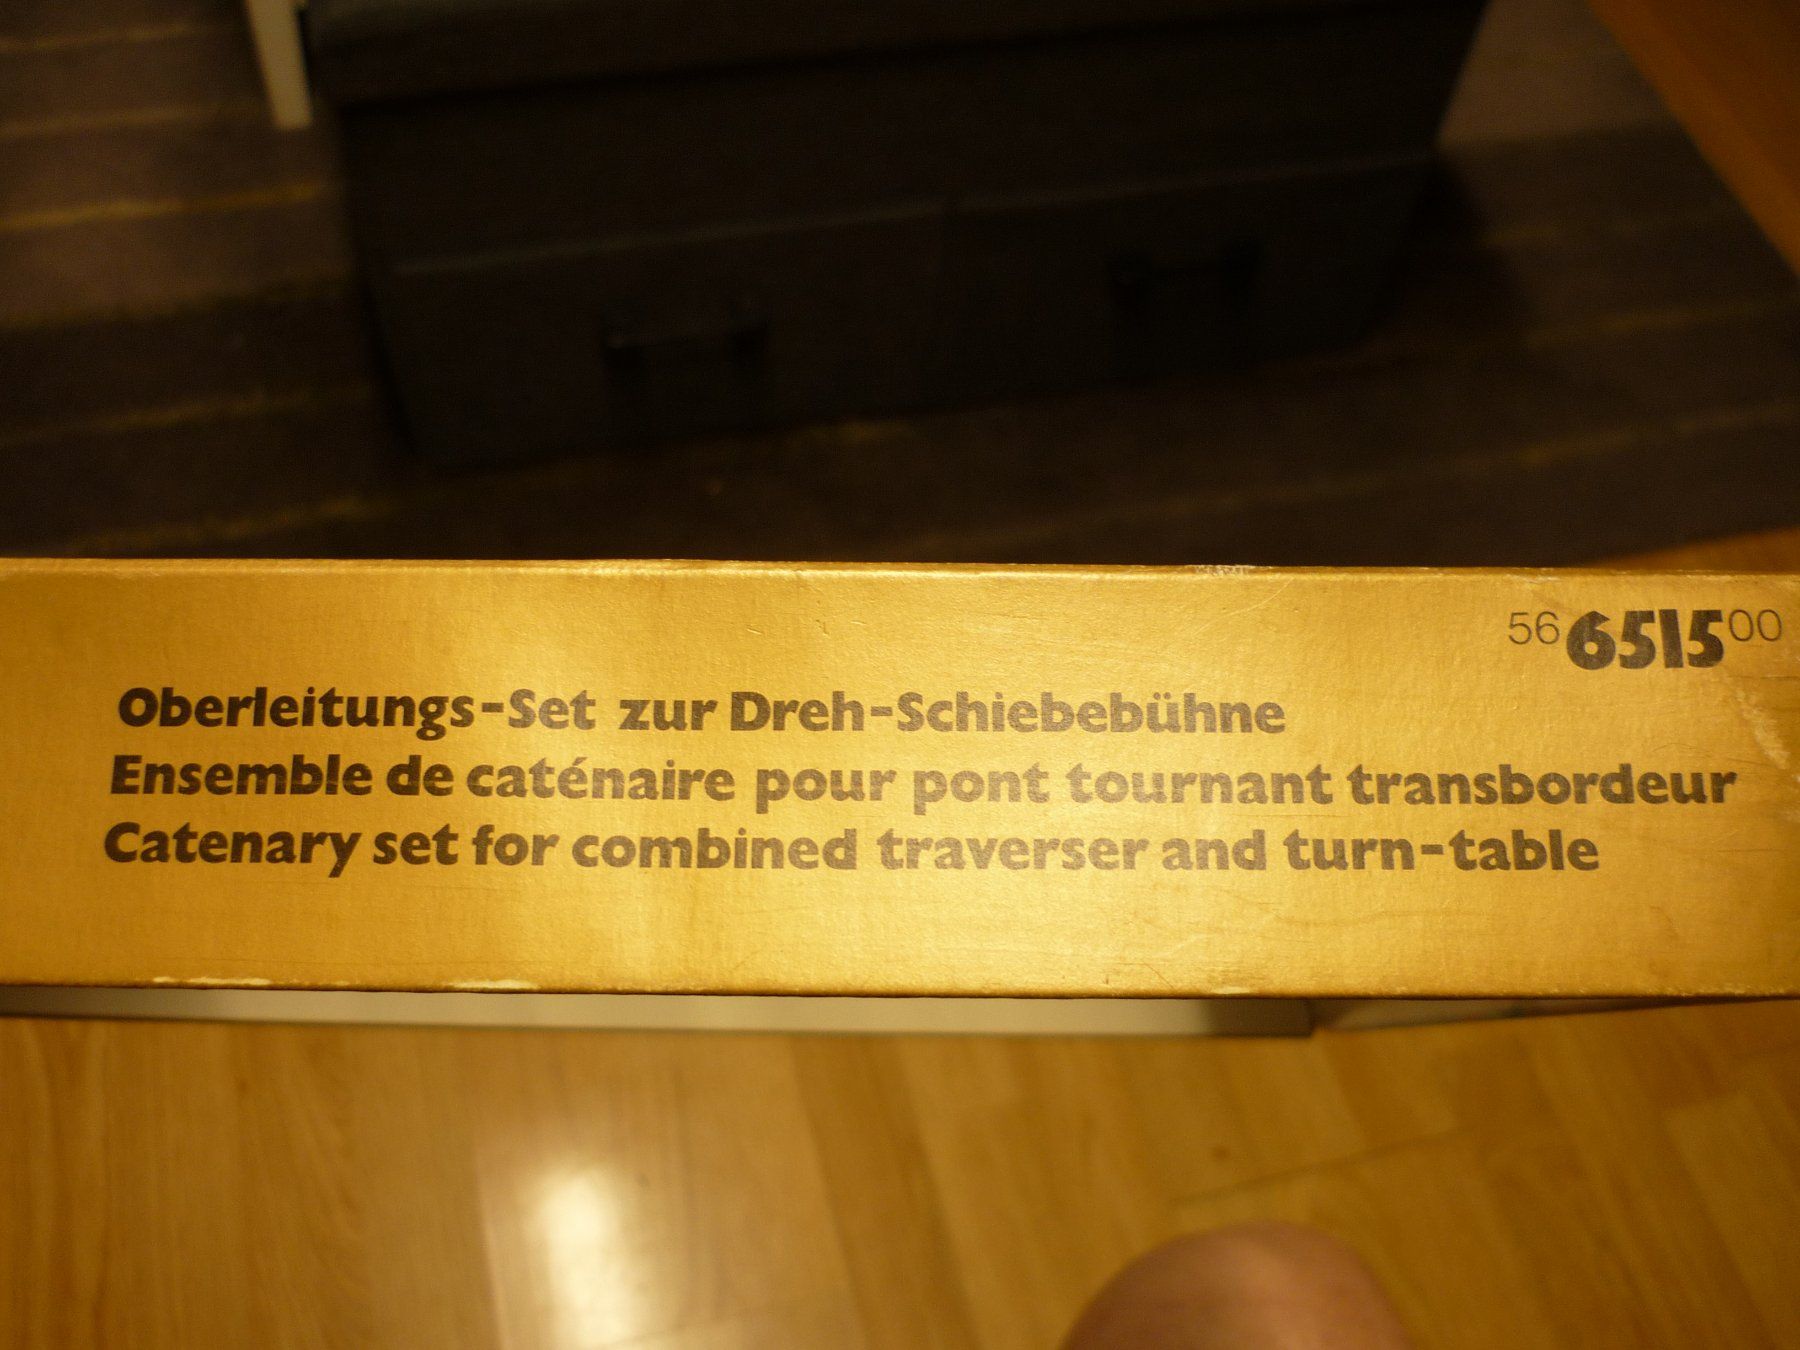 56 6515 00
Oberleitungs-Set zur Dreh-Schiebebühne
Ensemble de caténaire pour pont tournant transbordeur
Catenary set for combined traverser and turn-table